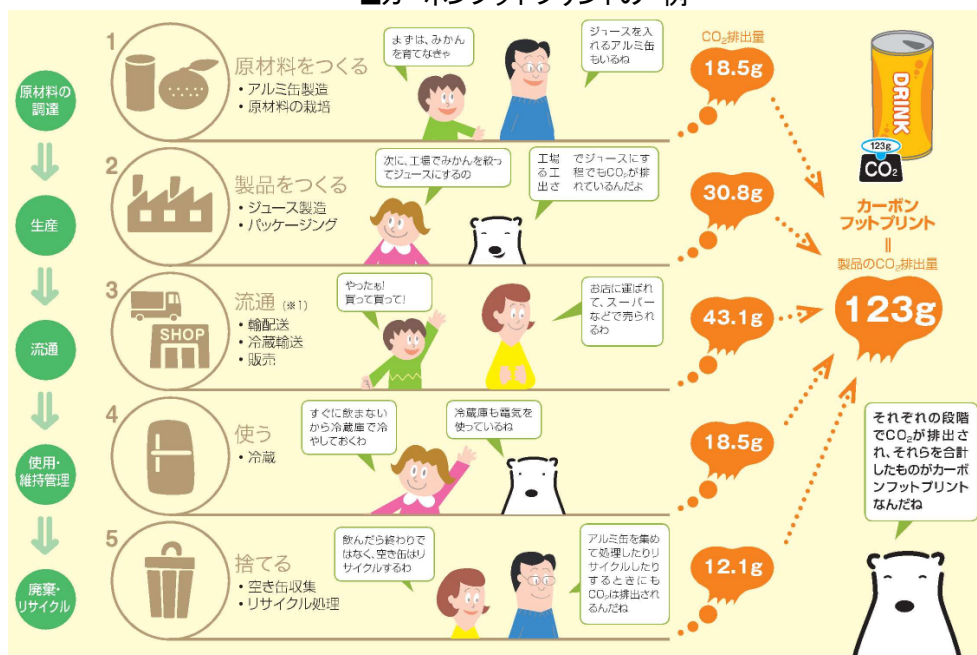 ■カーボンフットプリントの一例
原材料の
調達
生産
流通
使用・
維持管理
廃棄・
リサイクル
1
原材料をつくる
・アルミ缶製造
・原材料の栽培
まずは、みかん
を育てなきゃ
ジュースを入
れるアルミ缶
もいるね
CO₂排出量
18.5g
2
製品をつくる
・ジュース製造
・パッケージング
次に、工場でみかんを絞っ
てジュースにするの
工場 でジュースにす
る工 程でもCO₂が排
出さ れているんだよ
30.8g
3
流通(※1)
・輸配送
・冷蔵輸送
・販売
SHOP
やったぁ!
買って買って!
お店に運ばれ
て、スーパー
などで売られ
るわ
43.1g
4
使う
・冷蔵
すぐに飲まない
から冷蔵庫で冷
やしておくわ
冷蔵庫も電気を
使っているね
18.5g
5
捨てる
・空き缶収集
・リサイクル処理
飲んだら終わりで
はなく、空き缶はリ
サイクルするわ
アルミ缶を集め
て処理したりリ
サイクルしたり
するときにも
CO₂は排出され
るんだね
12.1g
DRINK
123g
CO₂
カーボン
フットプリント
=
製品のCO₂排出量
123g
それぞれの段階
でCO₂が排出さ
れ、それらを合計
したものがカーボ
ンフットプリント
なんだね